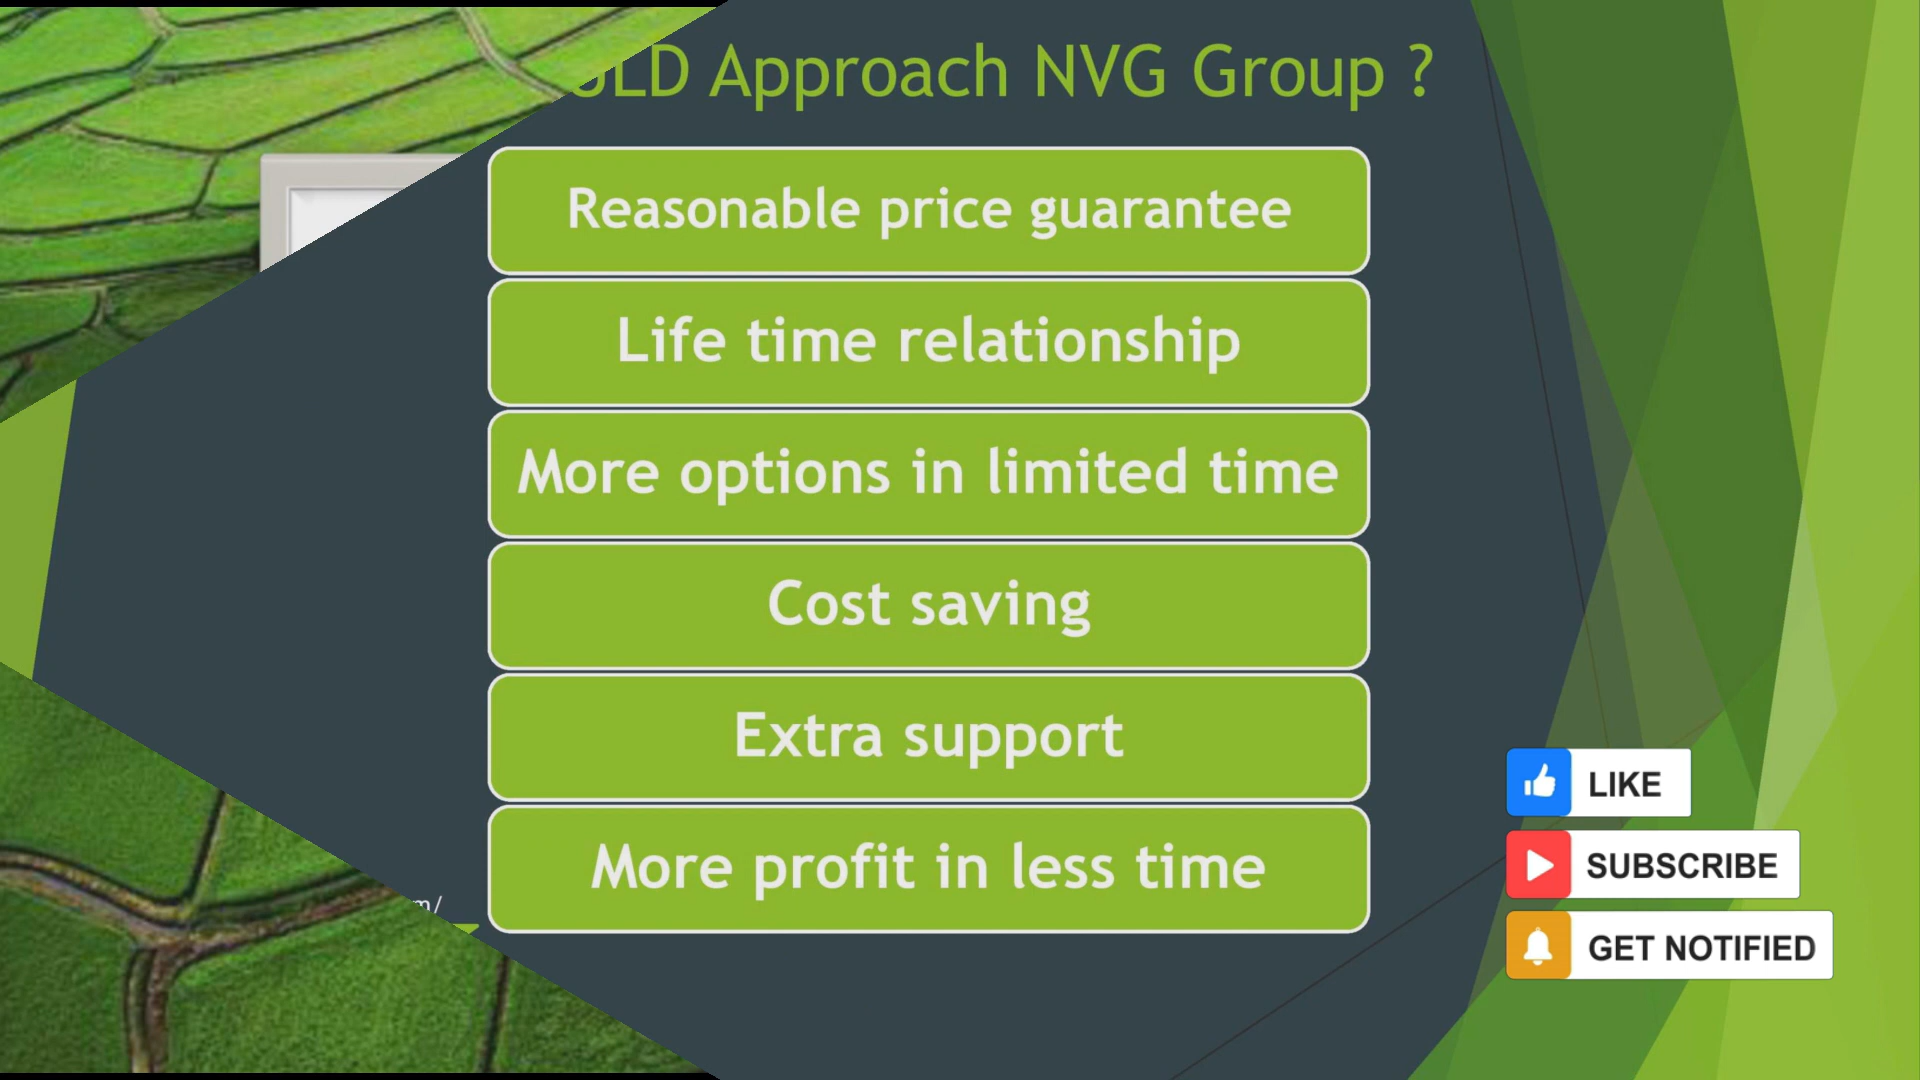 Approach NVG Group ?
Reasonable price guarantee
Life time relationship
More options in limited time
Cost saving
Extra support
More profit in less time
LIKE
SUBSCRIBE
GET NOTIFIED